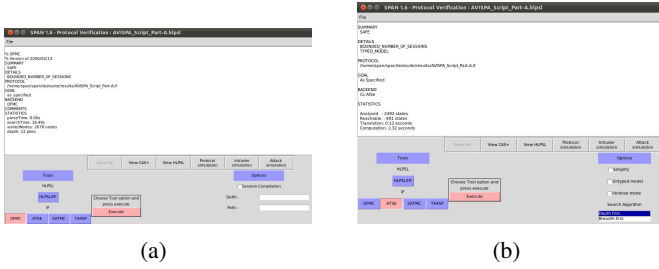 SPAN 1.6 - Protocol Verification : AVISPA_Script_Part-A.hlpsl
File
% OFMC
% Version of 2006/02/13
SUMMARY
SAFE
DETAILS
BOUNDED_NUMBER_OF_SESSIONS
PROTOCOL
/home/span/span/testsuite/results/AVISPA_Script_Part-A.if
GOAL
as_specified
BACKEND
OFMC
COMMENTS
STATISTICS
parseTime: 0.00s
searchTime: 16.49s
visitedNodes: 2678 nodes
depth: 12 plies
Save file
View CAS+
View HLPSL
Protocol simulation
Intruder simulation
Attack simulation
Tools
Options
HLPSL
Session Compilation
HLPSL2IF
Choose Tool option and press execute
Defth :
IF
Execute
Path :
OFMC
ATSE
SATMC
TA4SP
(a)
SPAN 1.6 - Protocol Verification : AVISPA_Script_Part-A.hlpsl
File
SUMMARY
SAFE
DETAILS
BOUNDED_NUMBER_OF_SESSIONS
TYPED_MODEL
PROTOCOL
/home/span/span/testsuite/results/AVISPA_Script_Part-A.if
GOAL
As Specified
BACKEND
CL-AtSe
STATISTICS
Analysed : 2492 states
Reachable : 991 states
Translation: 0.12 seconds
Computation: 2.32 seconds
Save file
View CAS+
View HLPSL
Protocol simulation
Intruder simulation
Attack simulation
Tools
Options
HLPSL
Simplify
HLPSL2IF
Choose Tool option and press execute
Untyped model
IF
Execute
Verbose mode
OFMC
ATSE
SATMC
TA4SP
Search Algorithm
Depth first
Breadth first
(b)